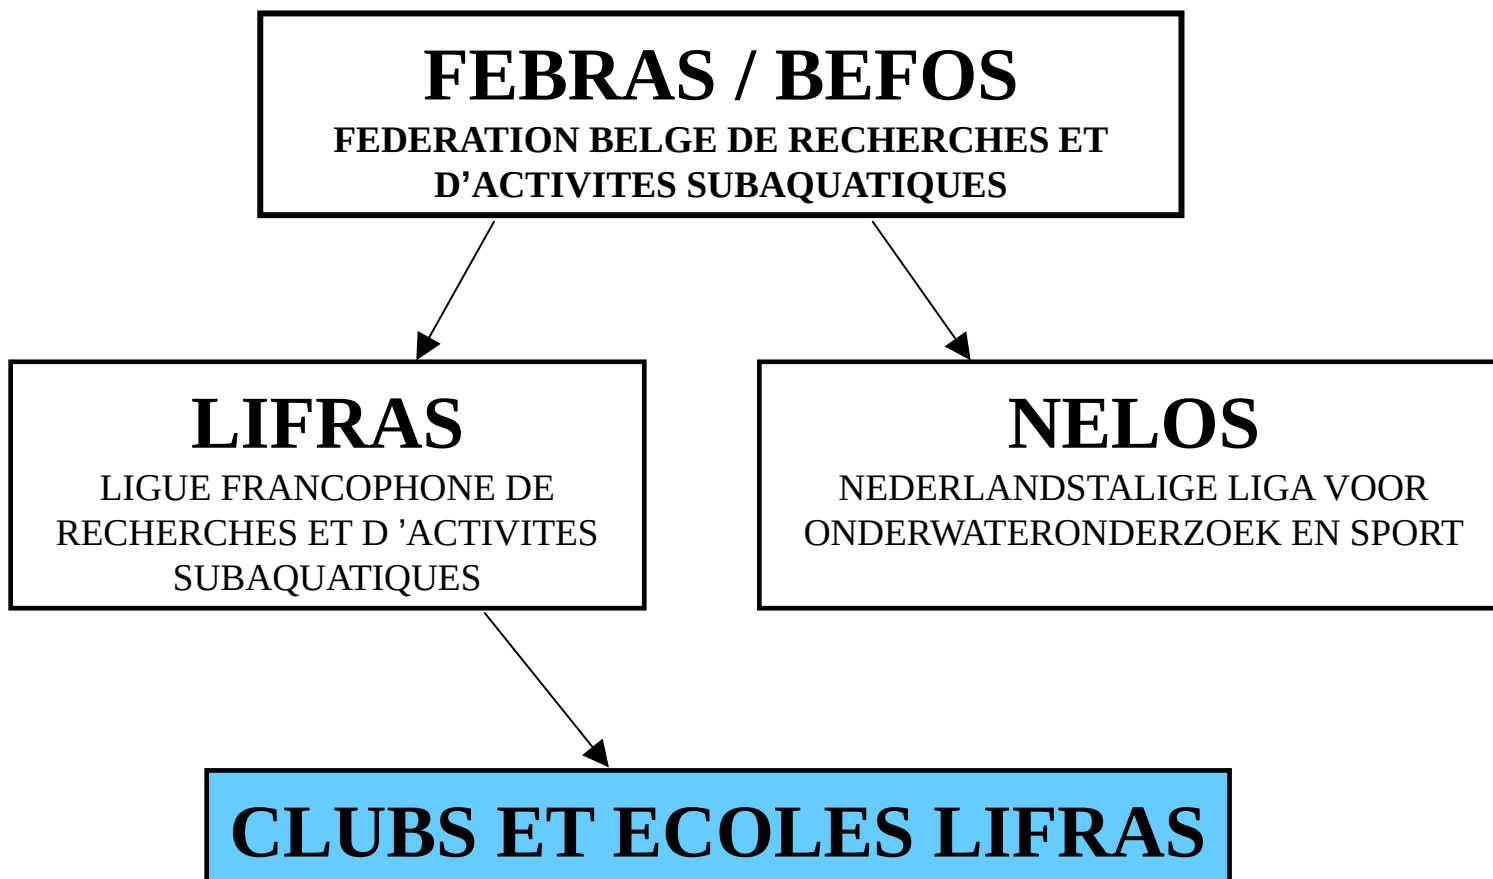 FEBRAS / BEFOS
FEDERATION BELGE DE RECHERCHES ET
D’ACTIVITES SUBAQUATIQUES
LIFRAS
LIGUE FRANCOPHONE DE
RECHERCHES ET D ’ACTIVITES
SUBAQUATIQUES
NELOS
NEDERLANDSTALIGE LIGA VOOR
ONDERWATERONDERZOEK EN SPORT
CLUBS ET ECOLES LIFRAS